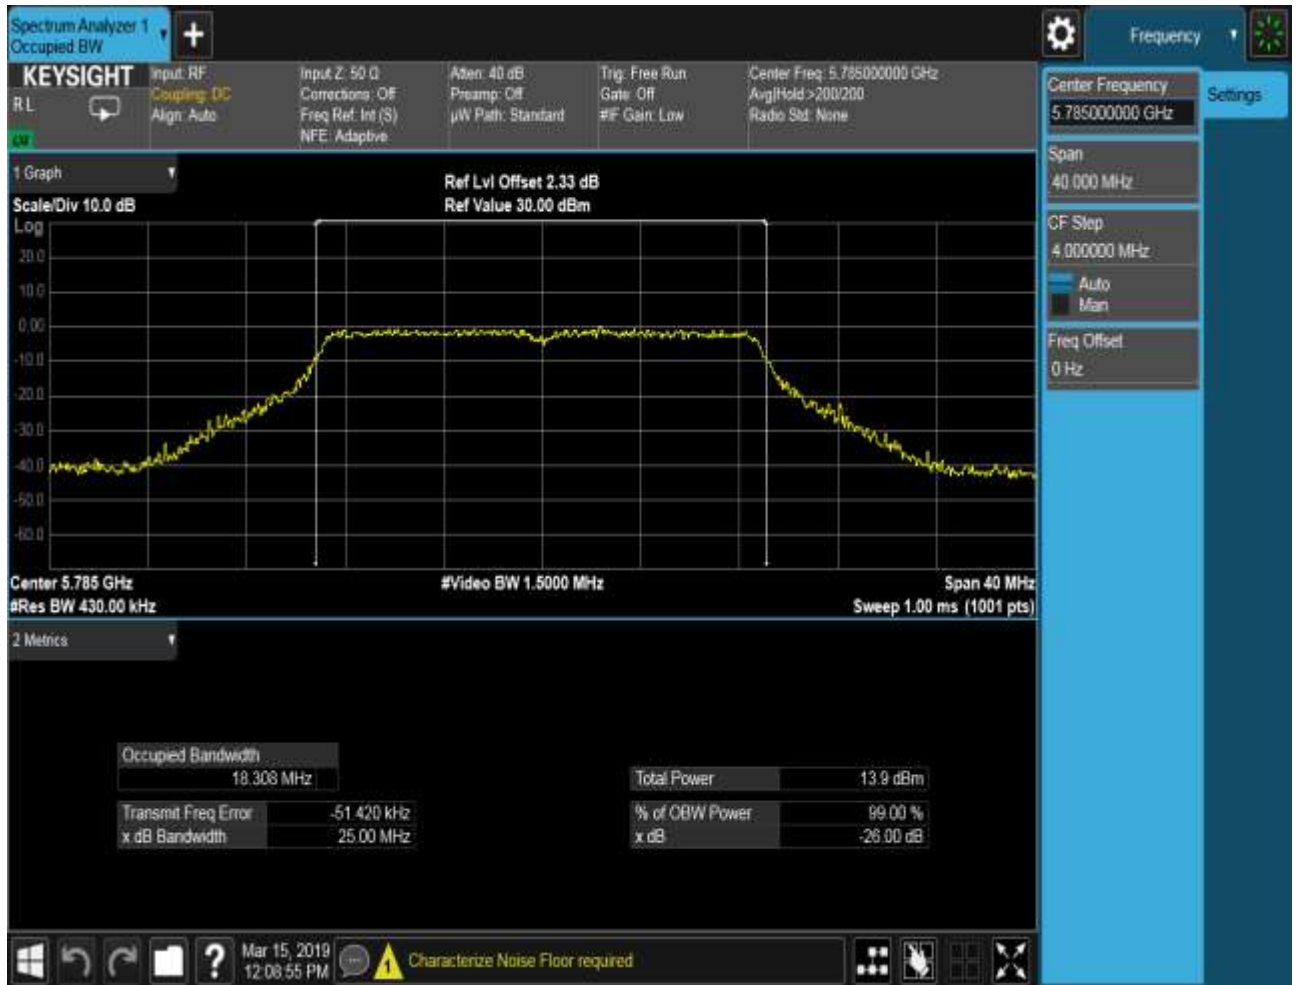 Spectrum Analyzer 1
Occupied BW
Frequency
KEYSIGHT
R L
Input: RF
Coupling: DC
Align: Auto
Input Z: 50 Ω
Corrections: Off
Freq Ref: Int (S)
NFE: Adaptive
Atten: 40 dB
Preamp: Off
µW Path: Standard
Trig: Free Run
Gate: Off
#IF Gain: Low
Center Freq: 5.785000000 GHz
Avg|Hold:>200/200
Radio Std: None
Center Frequency
5.785000000 GHz
Settings
Span
40.000 MHz
CF Step
4.000000 MHz
Auto
Man
Freq Offset
0 Hz
1 Graph
Scale/Div 10.0 dB
Ref Lvl Offset 2.33 dB
Ref Value 30.00 dBm
Log
20.0
10.0
0.00
-10.0
-20.0
-30.0
-40.0
-50.0
-60.0
Center 5.785 GHz
#Video BW 1.5000 MHz
Span 40 MHz
#Res BW 430.00 kHz
Sweep 1.00 ms (1001 pts)
2 Metrics
Occupied Bandwidth
18.308 MHz
Total Power 13.9 dBm
Transmit Freq Error -51.420 kHz
% of OBW Power 99.00 %
x dB Bandwidth 25.00 MHz
x dB -26.00 dB
?
Mar 15, 2019
12:08:55 PM
1
Characterize Noise Floor required